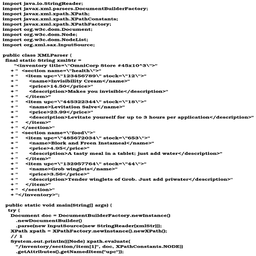 import java.io.StringReader;
import javax.xml.parsers.DocumentBuilderFactory;
import javax.xml.xpath.XPath;
import javax.xml.xpath.XPathConstants;
import javax.xml.xpath.XPathFactory;
import org.w3c.dom.Document;
import org.w3c.dom.Node;
import org.w3c.dom.NodeList;
import org.xml.sax.InputSource;
public class XMLParser {
final static String xmlStr =
"<inventory title=\"OmniCorp Store #45x10^3\">"
+ " <section name=\"health\">"
+ " <item upc=\"123456789\" stock=\"12\">"
+ " <name>Invisibility Cream</name>"
+ " <price>14.50</price>"
+ " <description>Makes you invisible</description>"
+ " </item>"
+ " <item upc=\"445322344\" stock=\"18\">"
+ " <name>Levitation Salve</name>"
+ " <price>23.99</price>"
+ " <description>Levitate yourself for up to 3 hours per application</description>"
+ " </item>"
+ " </section>"
+ " <section name=\"food\">"
+ " <item upc=\"485672034\" stock=\"653\">"
+ " <name>Blork and Freen Instameal</name>"
+ " <price>4.95</price>"
+ " <description>A tasty meal in a tablet; just add water</description>"
+ " </item>"
+ " <item upc=\"132957764\" stock=\"44\">"
+ " <name>Grob winglets</name>"
+ " <price>3.56</price>"
+ " <description>Tender winglets of Grob. Just add priwater</description>"
+ " </item>"
+ " </section>"
+ "</inventory>";
public static void main(String[] args) {
try {
Document doc = DocumentBuilderFactory.newInstance()
.newDocumentBuilder()
.parse(new InputSource(new StringReader(xmlStr)));
XPath xpath = XPathFactory.newInstance().newXPath();
// 1
System.out.println(((Node) xpath.evaluate(
"/inventory/section/item[1]", doc, XPathConstants.NODE))
.getAttributes().getNamedItem("upc"));